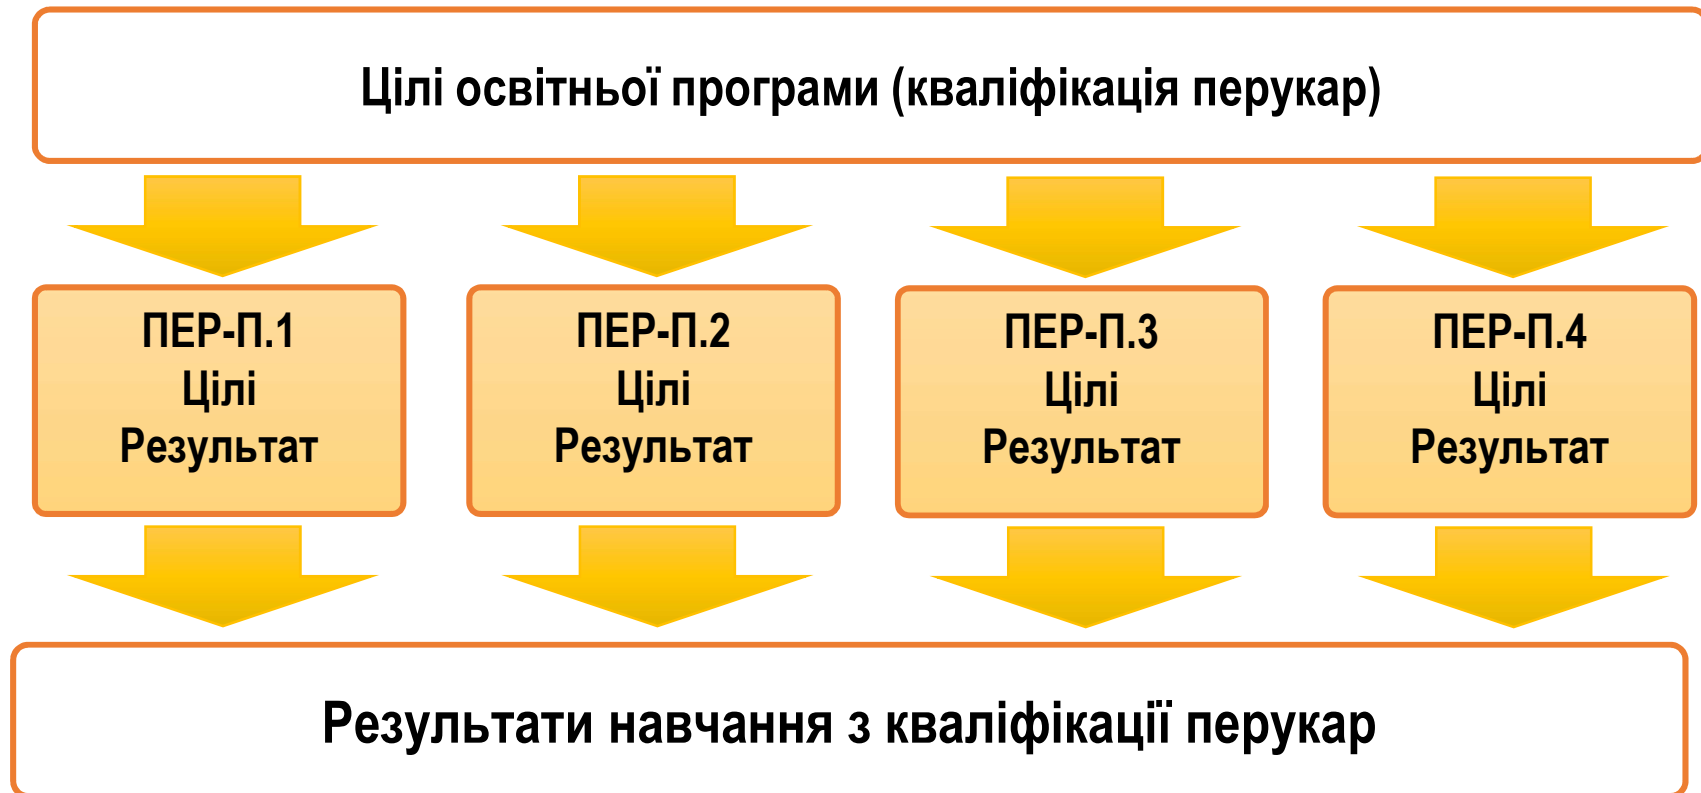 Цілі освітньої програми (кваліфікація перукар)
ПЕР-П.1
Цілі
Результат
ПЕР-П.2
Цілі
Результат
ПЕР-П.3
Цілі
Результат
ПЕР-П.4
Цілі
Результат
Результати навчання з кваліфікації перукар